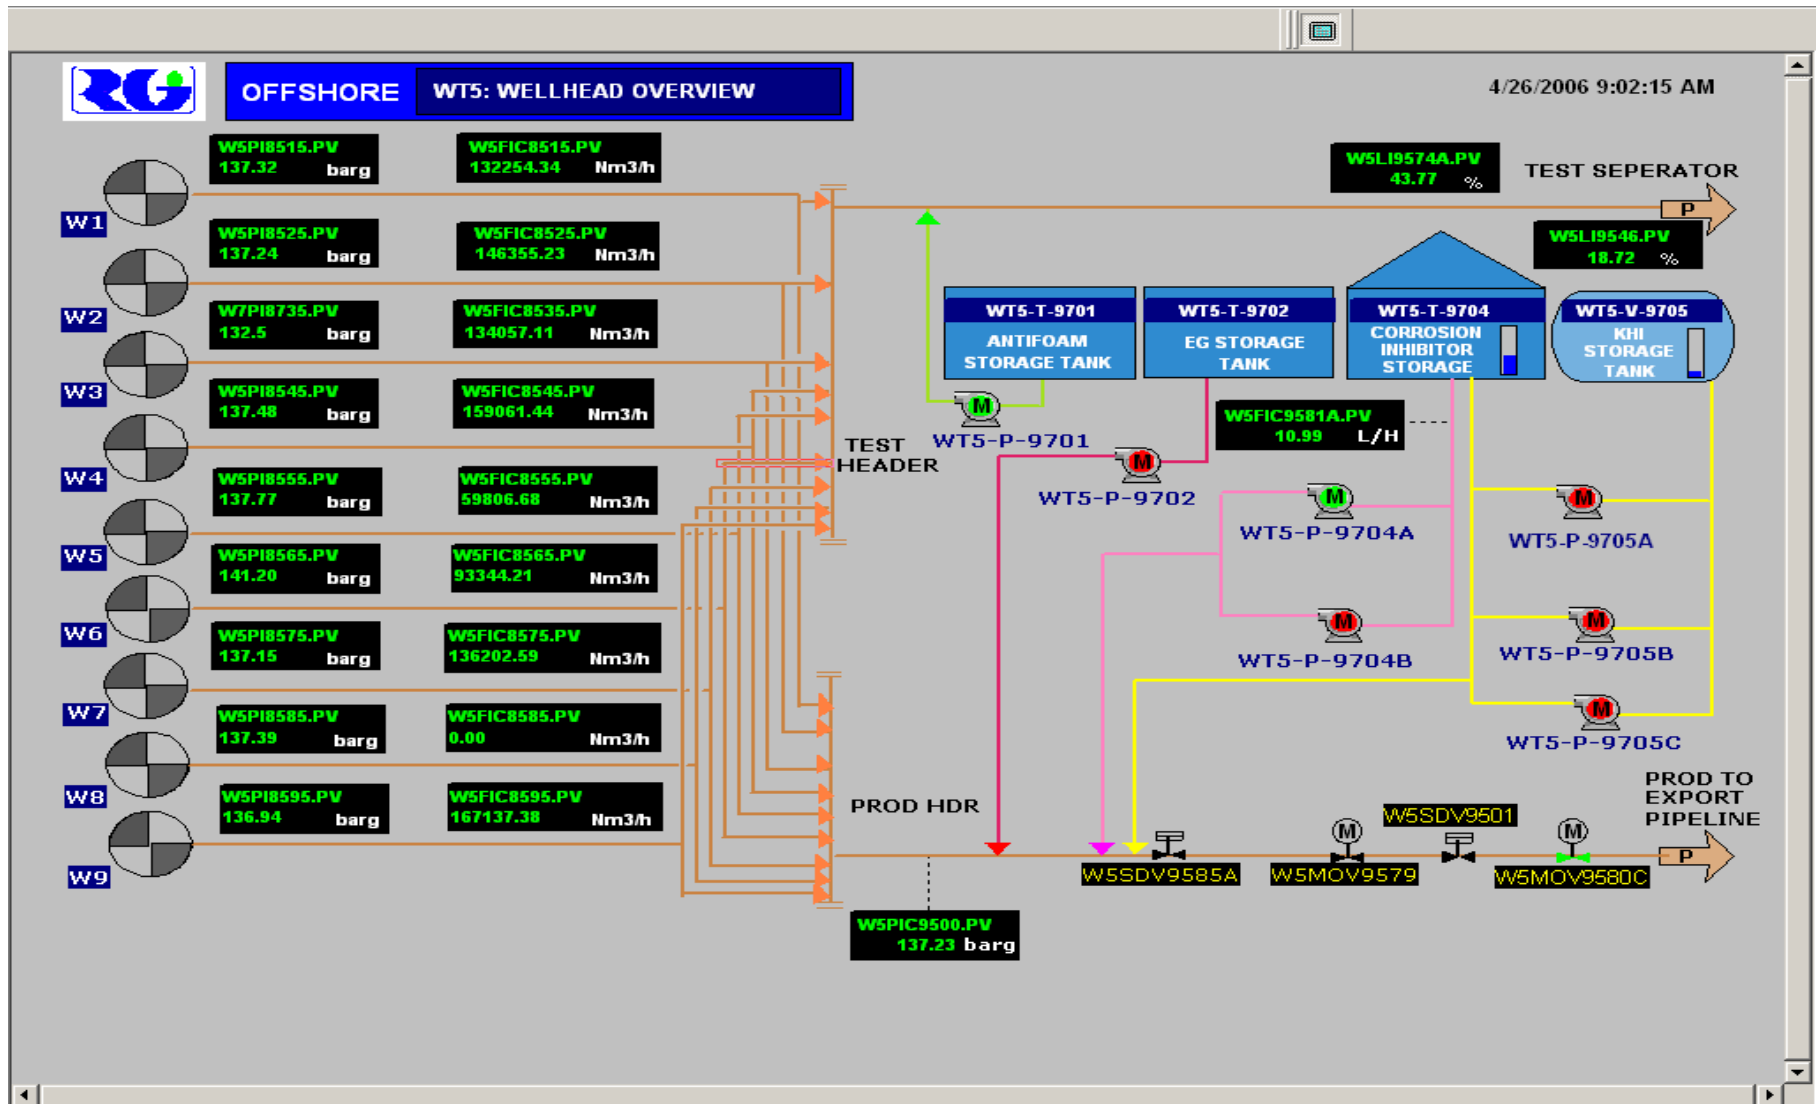 RG
OFFSHORE
WT5: WELLHEAD OVERVIEW
4/26/2006 9:02:15 AM
W5PI8515.PV
137.32 barg
W5FIC8515.PV
132254.34 Nm3/h
W1
W5PI8525.PV
137.24 barg
W5FIC8525.PV
146355.23 Nm3/h
W2
W7PI8735.PV
132.5 barg
W5FIC8535.PV
134057.11 Nm3/h
W3
W5PI8545.PV
137.48 barg
W5FIC8545.PV
159061.44 Nm3/h
W4
W5PI8555.PV
137.77 barg
W5FIC8555.PV
59806.68 Nm3/h
W5
W5PI8565.PV
141.20 barg
W5FIC8565.PV
93344.21 Nm3/h
W6
W5PI8575.PV
137.15 barg
W5FIC8575.PV
136202.59 Nm3/h
W7
W5PI8585.PV
137.39 barg
W5FIC8585.PV
0.00 Nm3/h
W8
W5PI8595.PV
136.94 barg
W5FIC8595.PV
167137.38 Nm3/h
W9
TEST
HEADER
PROD HDR
W5PIC9500.PV
137.23 barg
W5LI9574A.PV
43.77 %
TEST SEPERATOR
P
W5LI9546.PV
18.72 %
WT5-T-9701
ANTIFOAM
STORAGE TANK
WT5-T-9702
EG STORAGE
TANK
WT5-T-9704
CORROSION
INHIBITOR
STORAGE
WT5-V-9705
KHI
STORAGE
TANK
M
WT5-P-9701
M
WT5-P-9702
W5FIC9581A.PV
10.99 L/H
M
WT5-P-9704A
M
WT5-P-9704B
M
WT5-P-9705A
M
WT5-P-9705B
M
WT5-P-9705C
W5SDV9585A
M
W5MOV9579
W5SDV9501
M
W5MOV9580C
PROD TO
EXPORT
PIPELINE
P